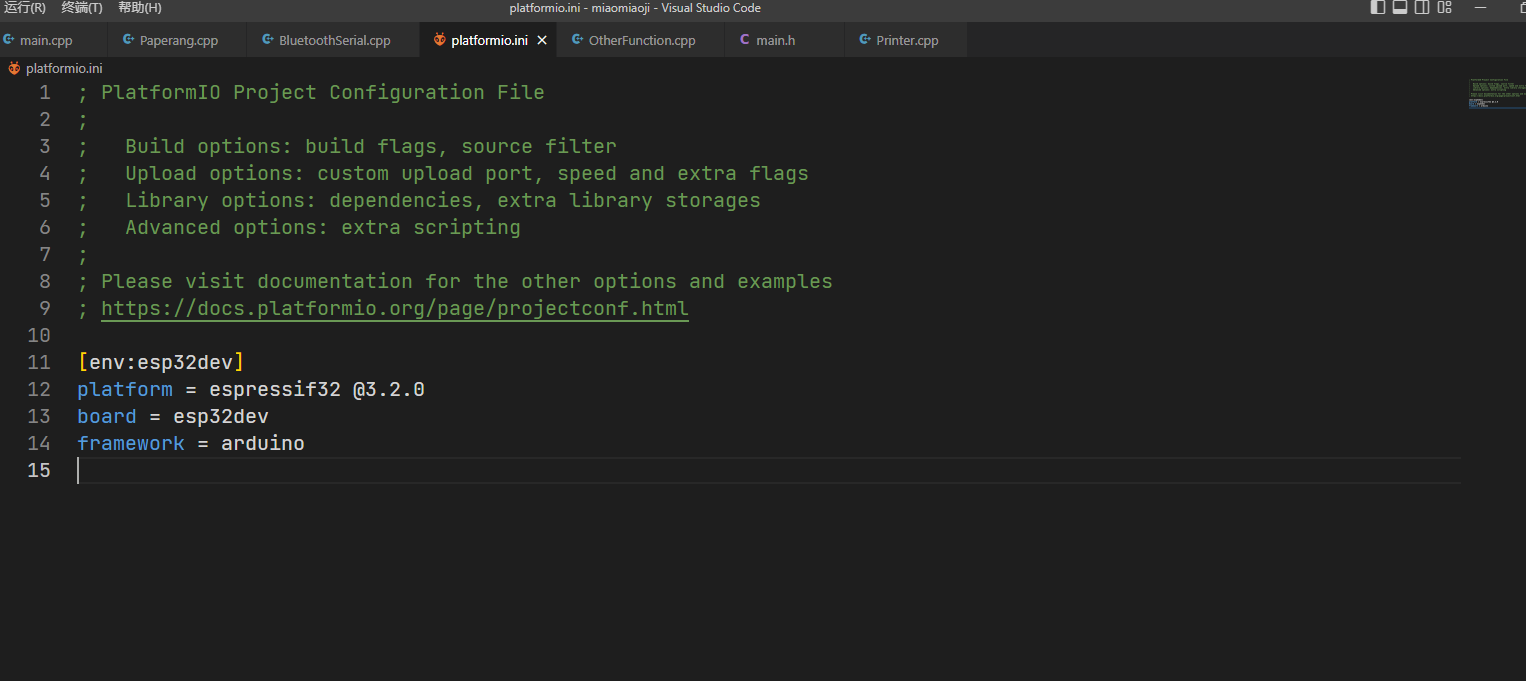 运行(R) 终端(T) 帮助(H) platformio.ini - miaomiaoji - Visual Studio Code
main.cpp Paperang.cpp BluetoothSerial.cpp platformio.ini OtherFunction.cpp main.h Printer.cpp
platformio.ini
1 ; PlatformIO Project Configuration File
2 ;
3 ;   Build options: build flags, source filter
4 ;   Upload options: custom upload port, speed and extra flags
5 ;   Library options: dependencies, extra library storages
6 ;   Advanced options: extra scripting
7 ;
8 ; Please visit documentation for the other options and examples
9 ; https://docs.platformio.org/page/projectconf.html
10
11 [env:esp32dev]
12 platform = espressif32 @3.2.0
13 board = esp32dev
14 framework = arduino
15